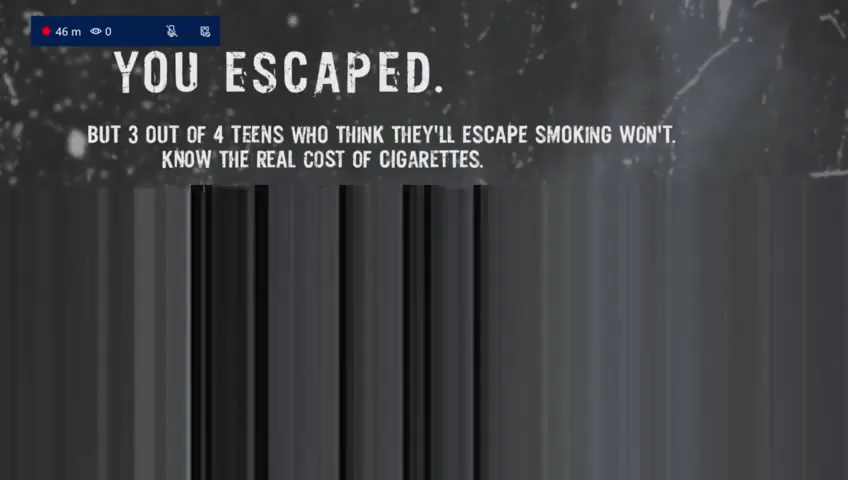 46 m 0
YOU ESCAPED.
BUT 3 OUT OF 4 TEENS WHO THINK THEY'LL ESCAPE SMOKING WON'T.
KNOW THE REAL COST OF CIGARETTES.